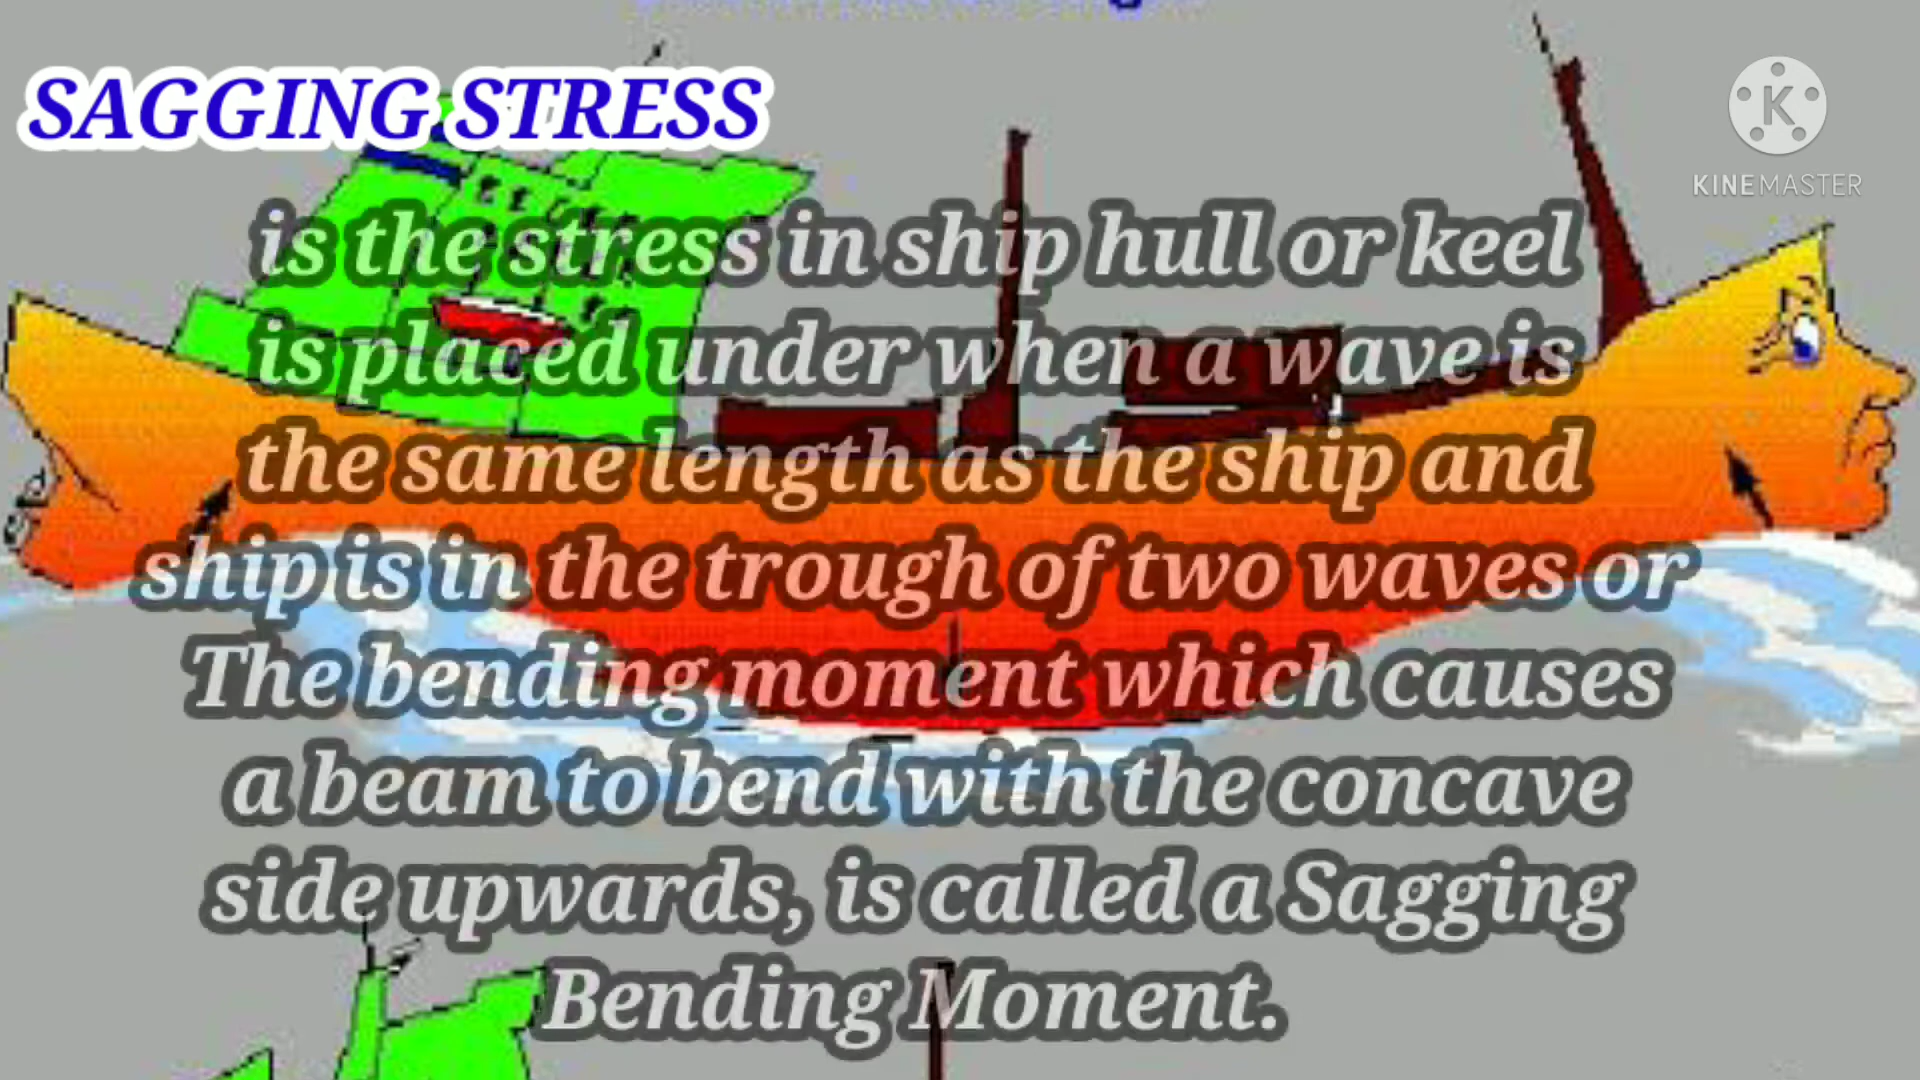 SAGGING STRESS
KINEMASTER
is the stress in ship hull or keel
is placed under when a wave is
the same length as the ship and
ship is in the trough of two waves or
The bending moment which causes
a beam to bend with the concave
side upwards, is called a Sagging
Bending Moment.